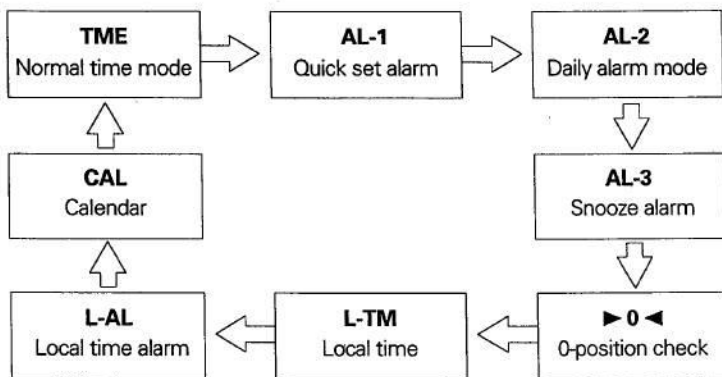 TME
Normal time mode
AL-1
Quick set alarm
AL-2
Daily alarm mode
CAL
Calendar
AL-3
Snooze alarm
L-AL
Local time alarm
L-TM
Local time
►0◄
0-position check